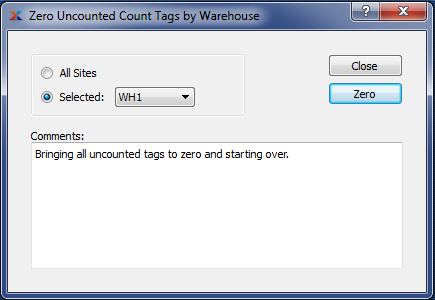 Zero Uncounted Count Tags by Warehouse
?
All Sites
Close
Selected: WH1
Zero
Comments:
Bringing all uncounted tags to zero and starting over.